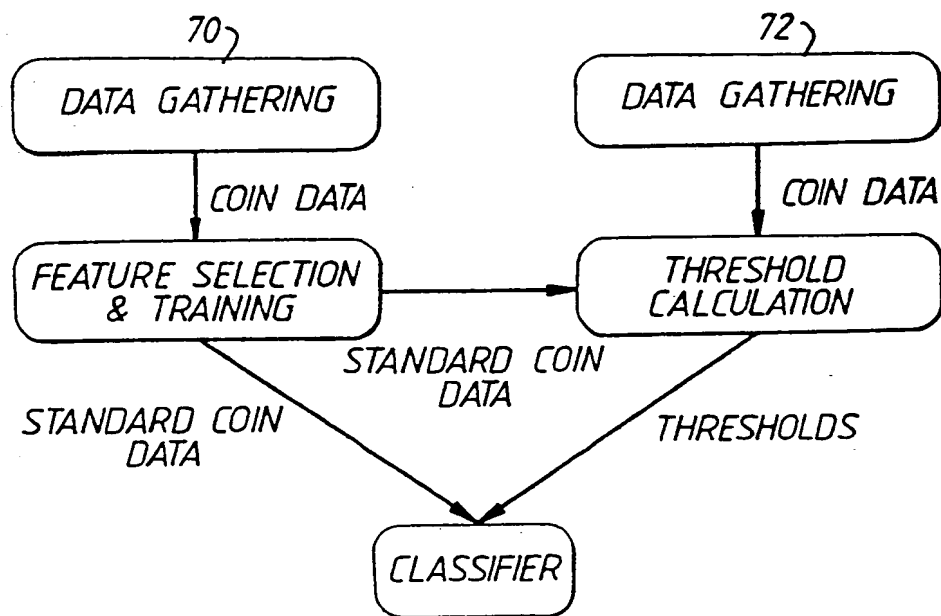 70
72
DATA GATHERING
DATA GATHERING
COIN DATA
COIN DATA
FEATURE SELECTION
& TRAINING
THRESHOLD
CALCULATION
STANDARD COIN
DATA
STANDARD COIN
DATA
THRESHOLDS
CLASSIFIER